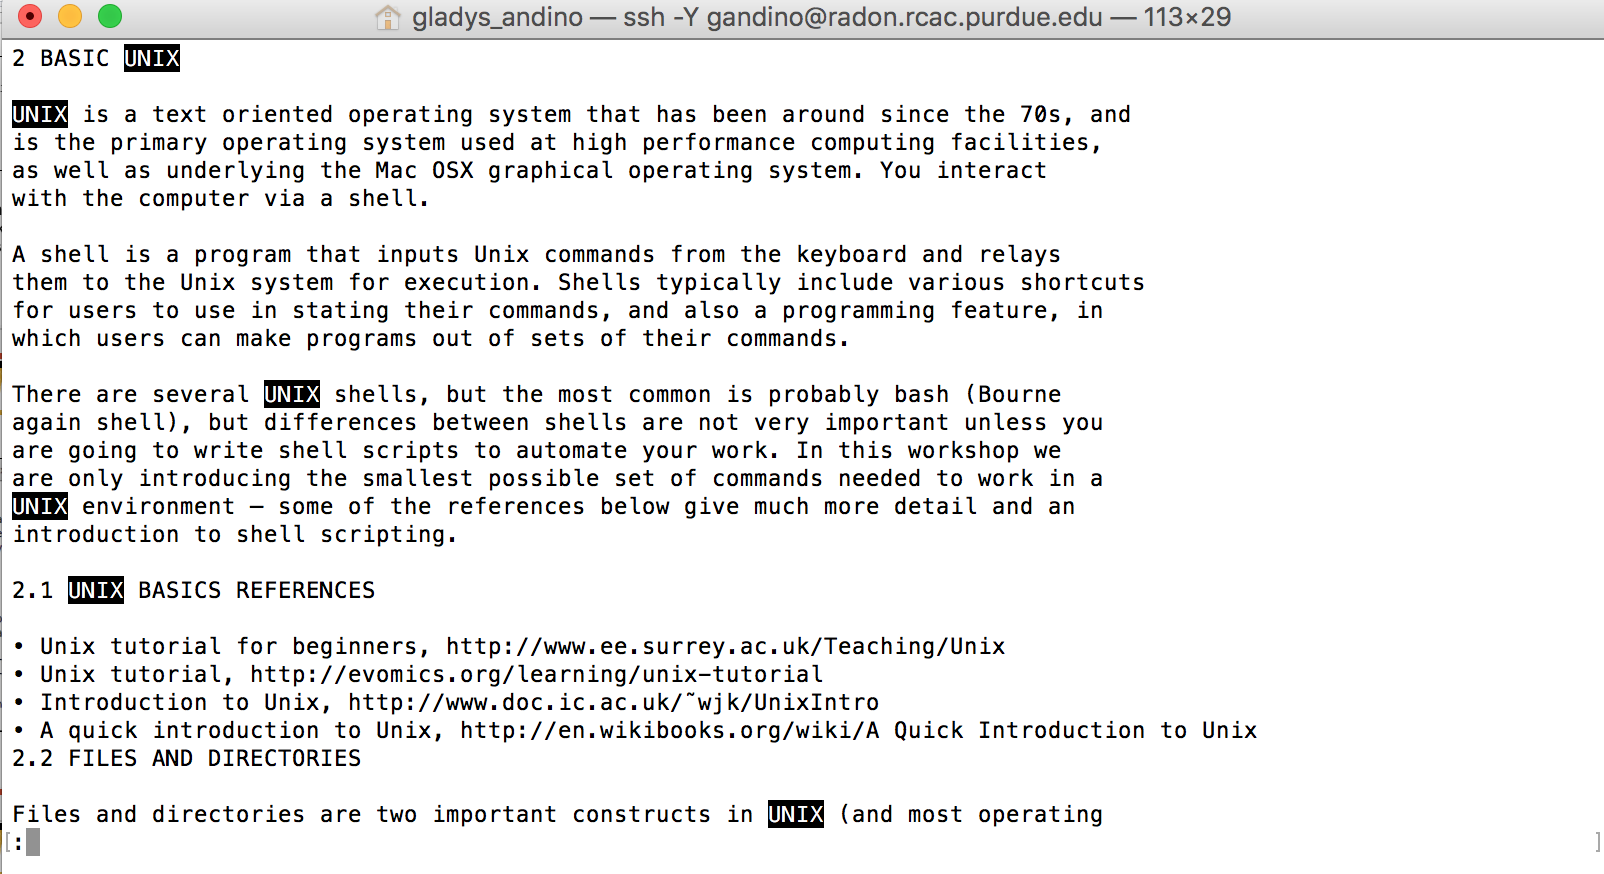 gladys_andino — ssh -Y gandino@radon.rcac.purdue.edu — 113×29
2 BASIC UNIX
UNIX is a text oriented operating system that has been around since the 70s, and
is the primary operating system used at high performance computing facilities,
as well as underlying the Mac OSX graphical operating system. You interact
with the computer via a shell.
A shell is a program that inputs Unix commands from the keyboard and relays
them to the Unix system for execution. Shells typically include various shortcuts
for users to use in stating their commands, and also a programming feature, in
which users can make programs out of sets of their commands.
There are several UNIX shells, but the most common is probably bash (Bourne
again shell), but differences between shells are not very important unless you
are going to write shell scripts to automate your work. In this workshop we
are only introducing the smallest possible set of commands needed to work in a
UNIX environment – some of the references below give much more detail and an
introduction to shell scripting.
2.1 UNIX BASICS REFERENCES
• Unix tutorial for beginners, http://www.ee.surrey.ac.uk/Teaching/Unix
• Unix tutorial, http://evomics.org/learning/unix-tutorial
• Introduction to Unix, http://www.doc.ic.ac.uk/˜wjk/UnixIntro
• A quick introduction to Unix, http://en.wikibooks.org/wiki/A Quick Introduction to Unix
2.2 FILES AND DIRECTORIES
Files and directories are two important constructs in UNIX (and most operating
[: ]